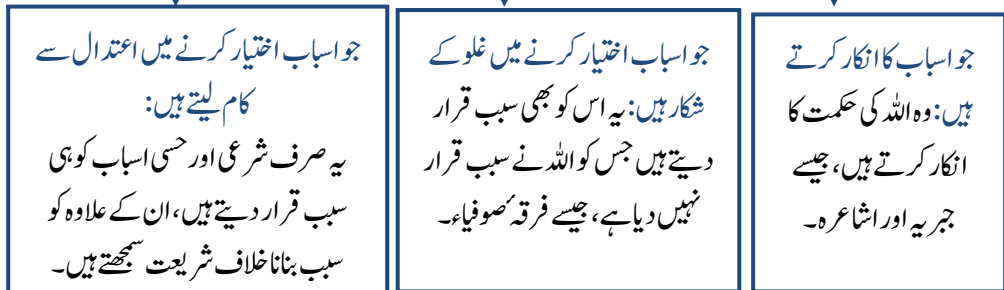 جو اسباب کا انکار کرتے
ہیں: وہ اللہ کی حکمت کا
انکار کرتے ہیں، جیسے
جبریہ اور اشاعرہ۔
جو اسباب اختیار کرنے میں غلو کے
شکار ہیں: یہ اس کو بھی سبب قرار
دیتے ہیں جس کو اللہ نے سبب قرار
نہیں دیا ہے، جیسے فرقۂ صوفیاء۔
جو اسباب اختیار کرنے میں اعتدال سے
کام لیتے ہیں:
یہ صرف شرعی اور حسی اسباب کو ہی
سبب قرار دیتے ہیں، ان کے علاوہ کو
سبب بنانا خلاف شریعت سمجھتے ہیں۔